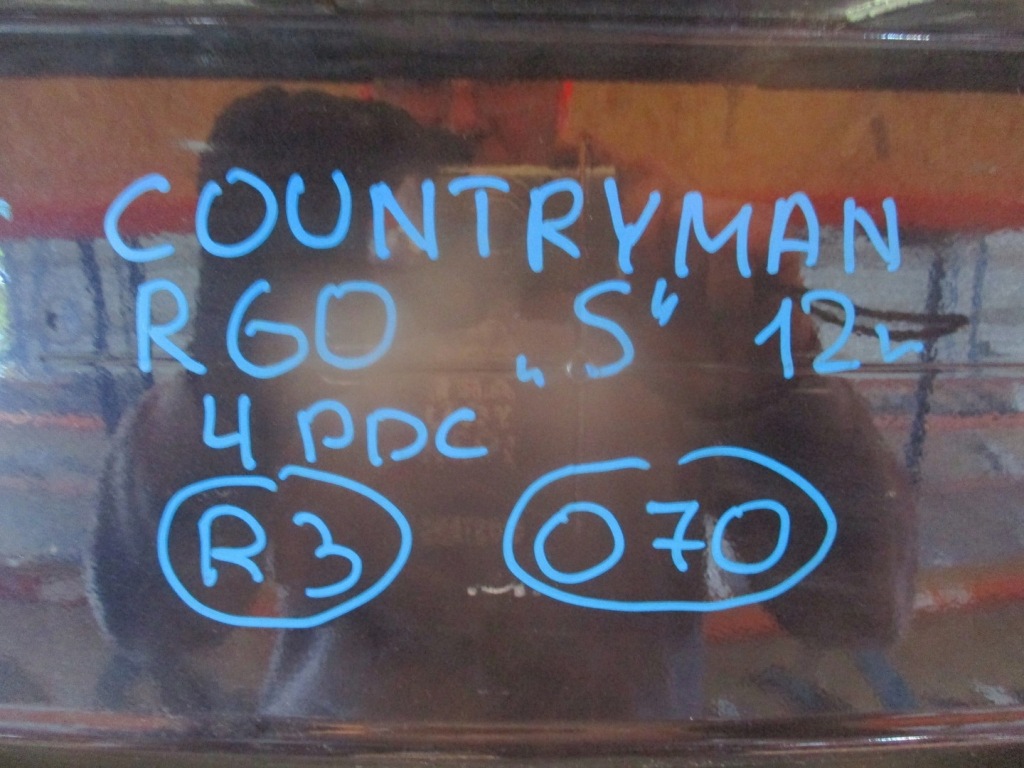 COUNTRYMAN
R60 „S“ 12r
4 PDC
R3 070